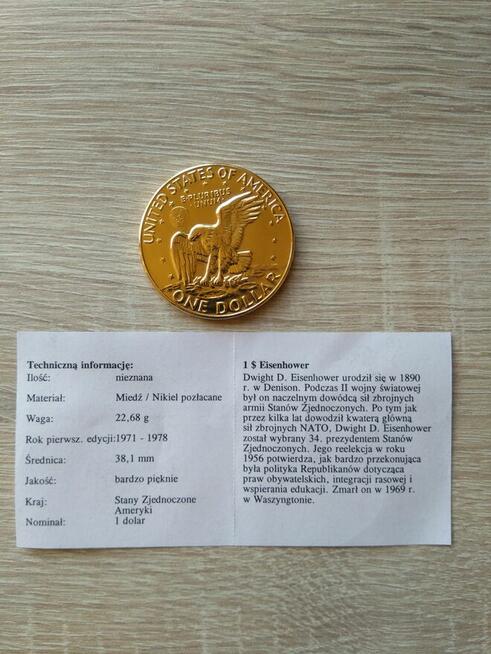 UNITED STATES OF AMERICA
E PLURIBUS
UNUM
ONE DOLLAR
Techniczną informację:
Ilość: nieznana
Materiał: Miedź / Nikiel pozłacane
Waga: 22,68 g
Rok pierwsz. edycji:1971 - 1978
Średnica: 38,1 mm
Jakość: bardzo pięknie
Kraj: Stany Zjednoczone
Ameryki
Nominał: 1 dolar
1 $ Eisenhower
Dwight D. Eisenhower urodził się w 1890
r. w Denison. Podczas II wojny światowej
był on naczelnym dowódcą sił zbrojnych
armii Stanów Zjednoczonych. Po tym jak
przez kilka lat dowodził kwaterą główną
sił zbrojnych NATO, Dwight D. Eisenhower
został wybrany 34. prezydentem Stanów
Zjednoczonych. Jego reelekcja w roku
1956 potwierdza, jak bardzo przekonująca
była polityka Republikanów dotycząca
praw obywatelskich, integracji rasowej i
wspierania edukacji. Zmarł on w 1969 r.
w Waszyngtonie.